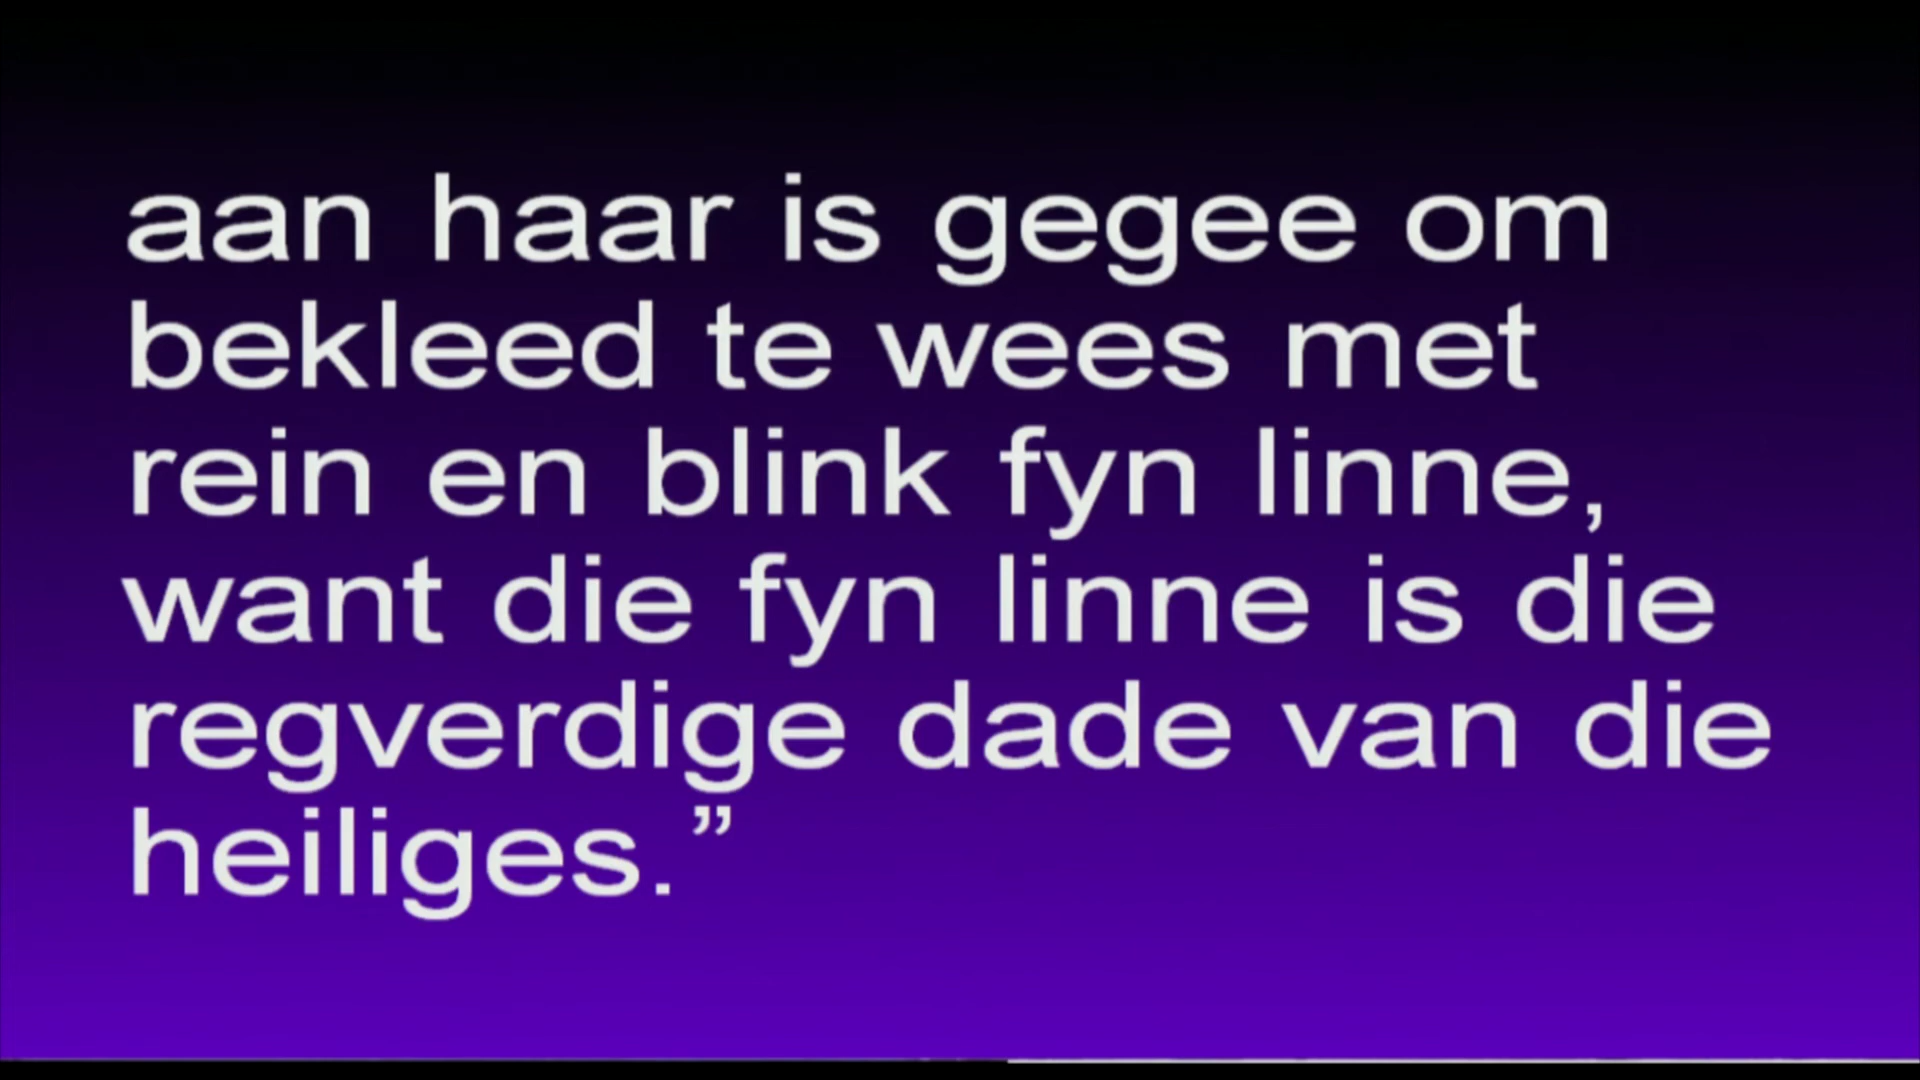 aan haar is gegee om
bekleed te wees met
rein en blink fyn linne,
want die fyn linne is die
regverdige dade van die
heiliges.”